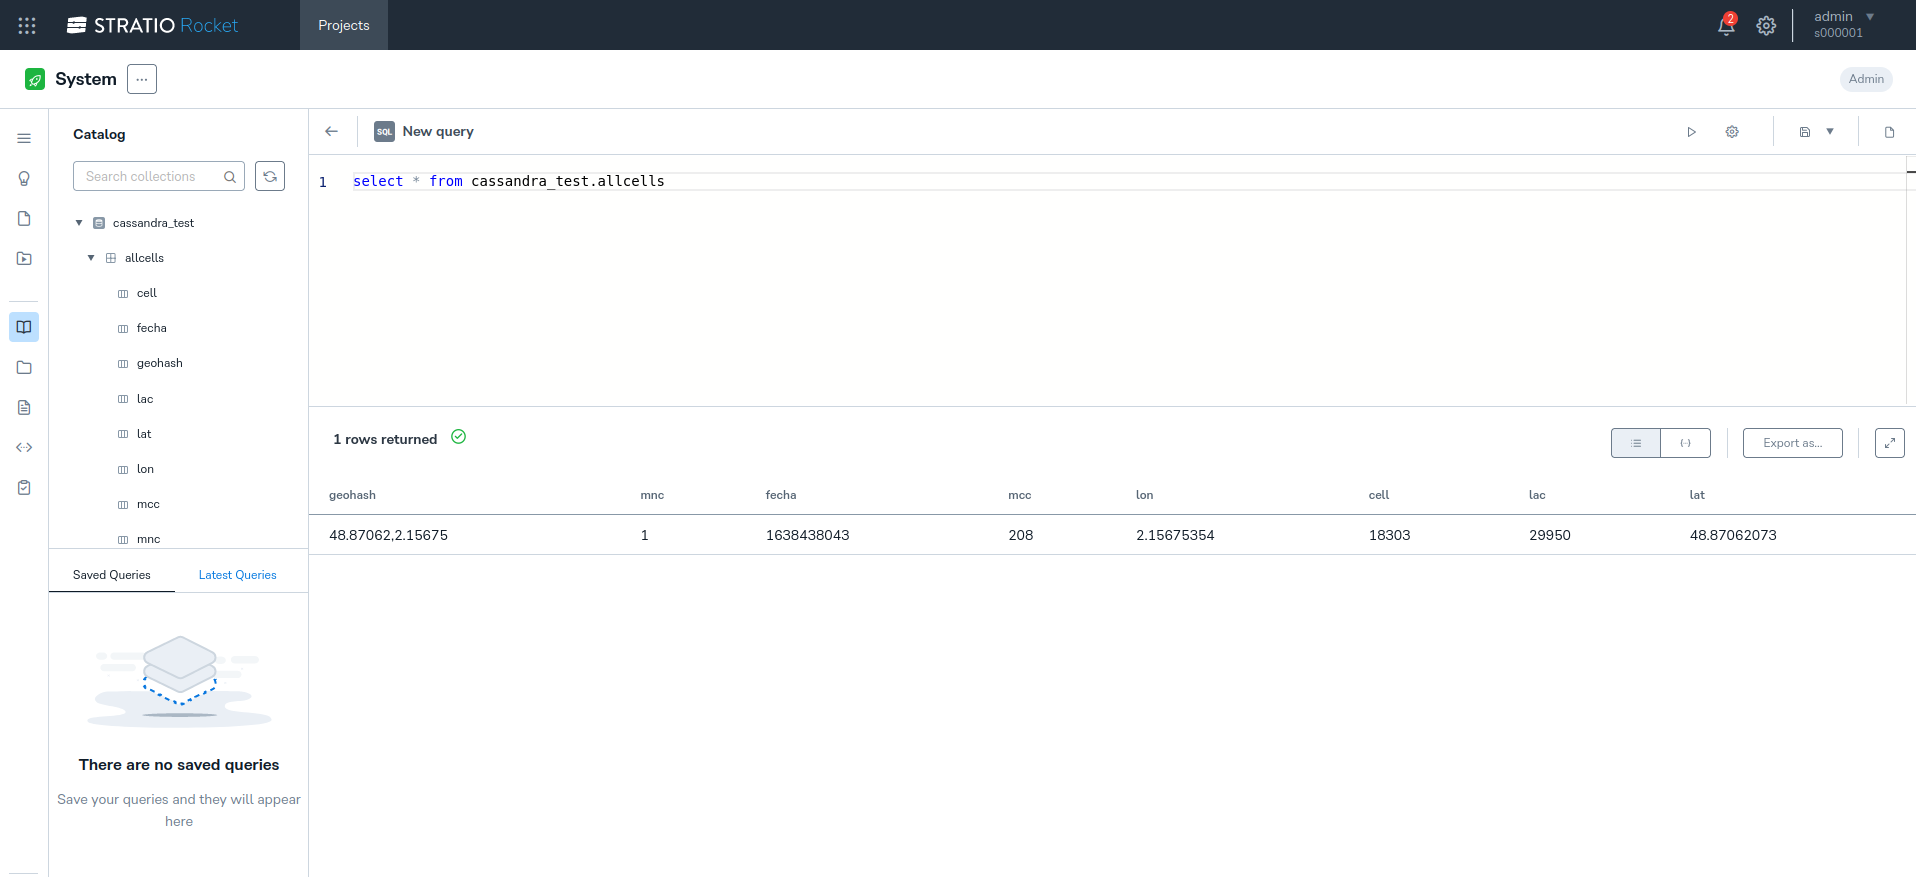 STRATIO Rocket
Projects
2
admin
s000001
System
...
Admin
Catalog
SQL New query
Search collections
1 select * from cassandra_test.allcells
cassandra_test
allcells
cell
fecha
geohash
lac
lat
lon
mcc
mnc
1 rows returned
Export as...
geohash mnc fecha mcc lon cell lac lat
48.87062,2.15675 1 1638438043 208 2.15675354 18303 29950 48.87062073
Saved Queries Latest Queries
There are no saved queries
Save your queries and they will appear
here